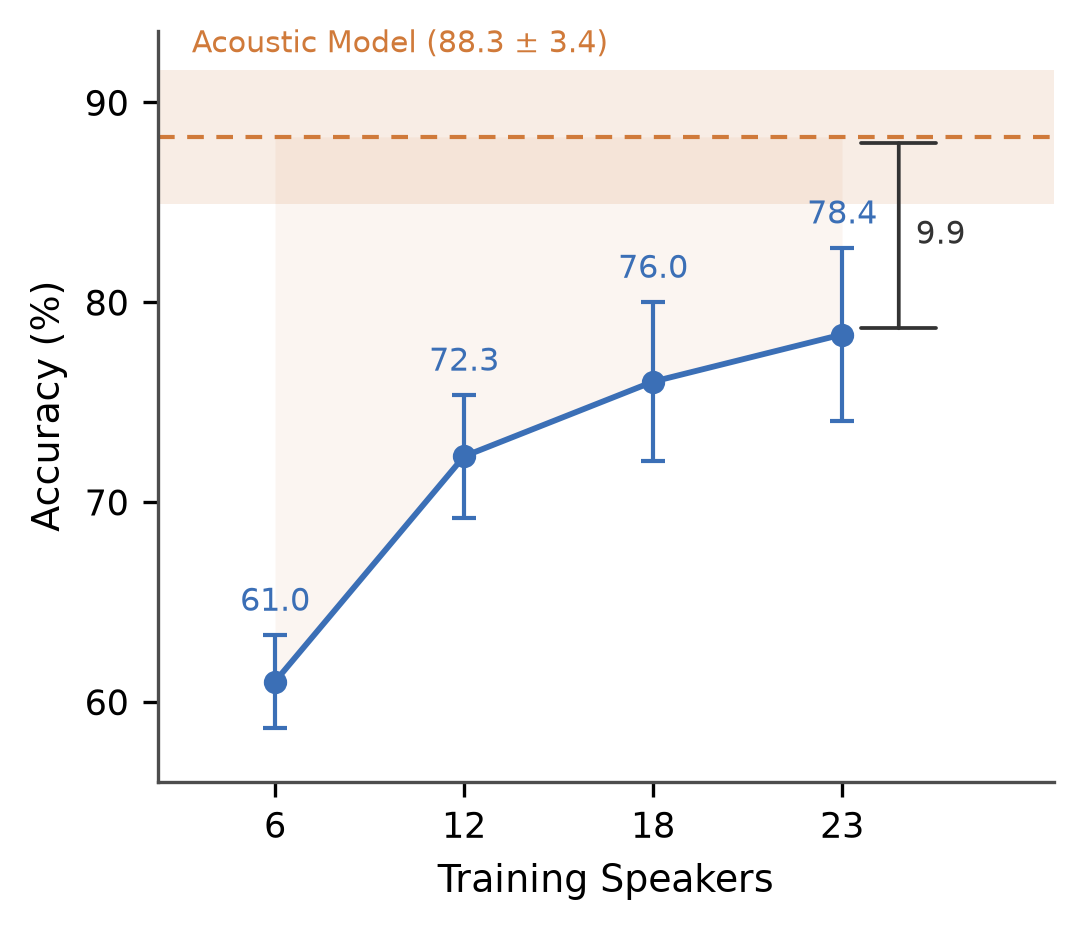 Acoustic Model (88.3 ± 3.4)
90
80
70
60
Accuracy (%)
61.0
72.3
76.0
78.4
9.9
6 12 18 23
Training Speakers